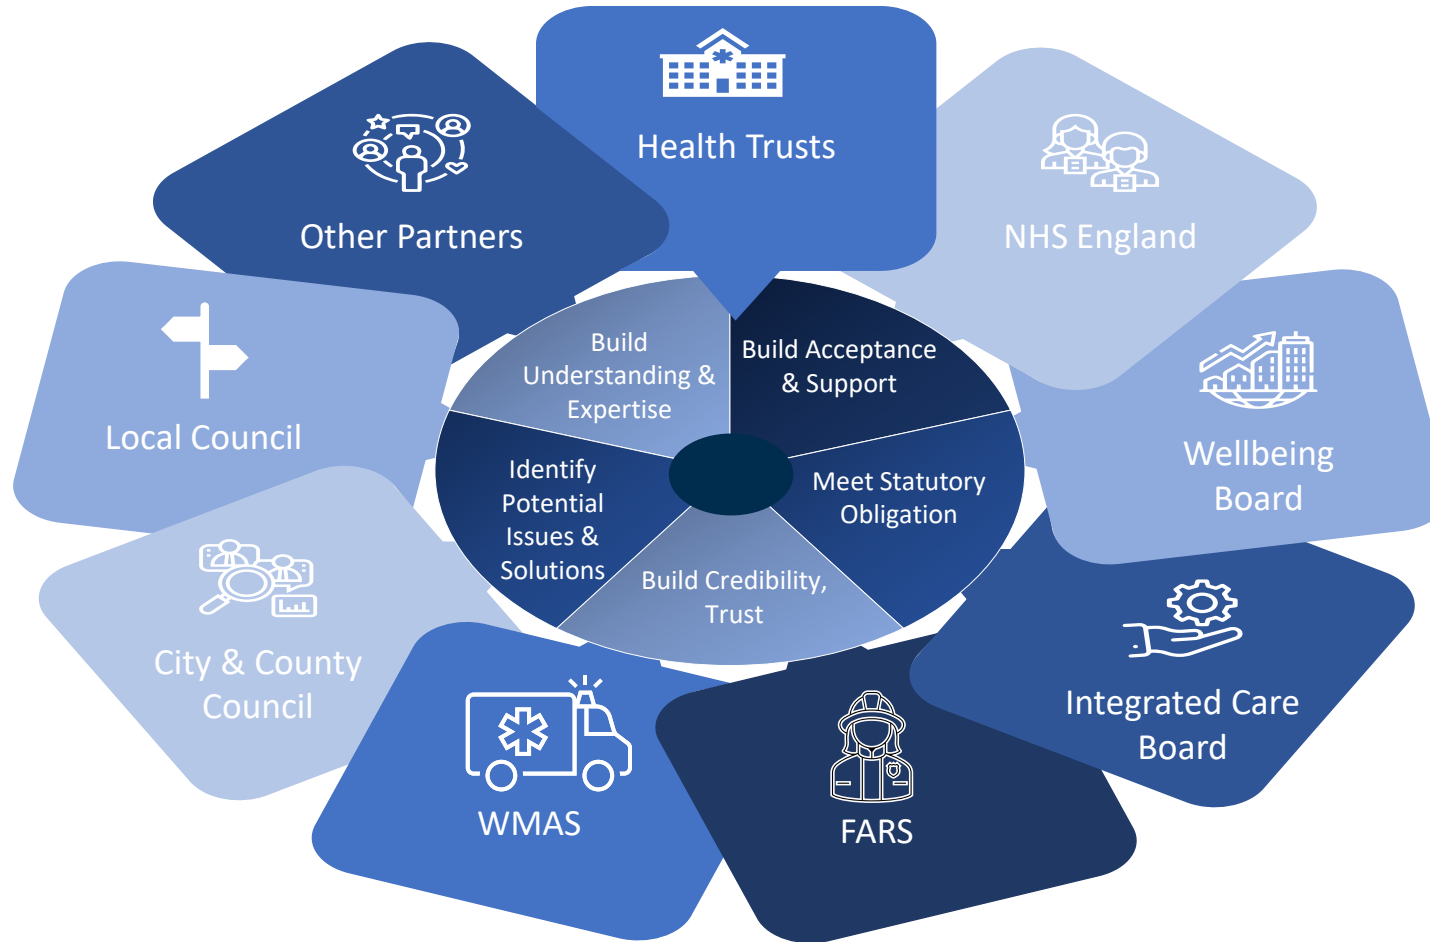 Health Trusts
NHS England
Wellbeing
Board
Integrated Care
Board
FARS
WMAS
City & County
Council
Local Council
Other Partners
Build Acceptance
& Support
Meet Statutory
Obligation
Build Credibility,
Trust
Identify
Potential
Issues &
Solutions
Build
Understanding &
Expertise